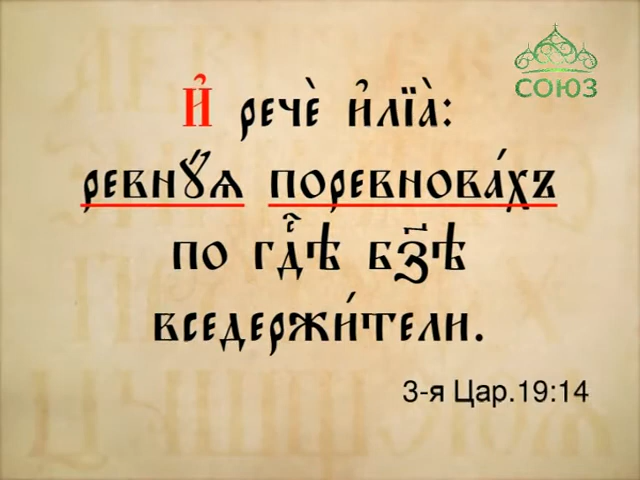 СОЮЗ
И҆ речѐ и҆лїа̀:
ревнꙋ́ѧ поревнова́хъ
по гдⷭ҇ѣ бз҃ѣ
вседержи́тели.
3-я Цар.19:14